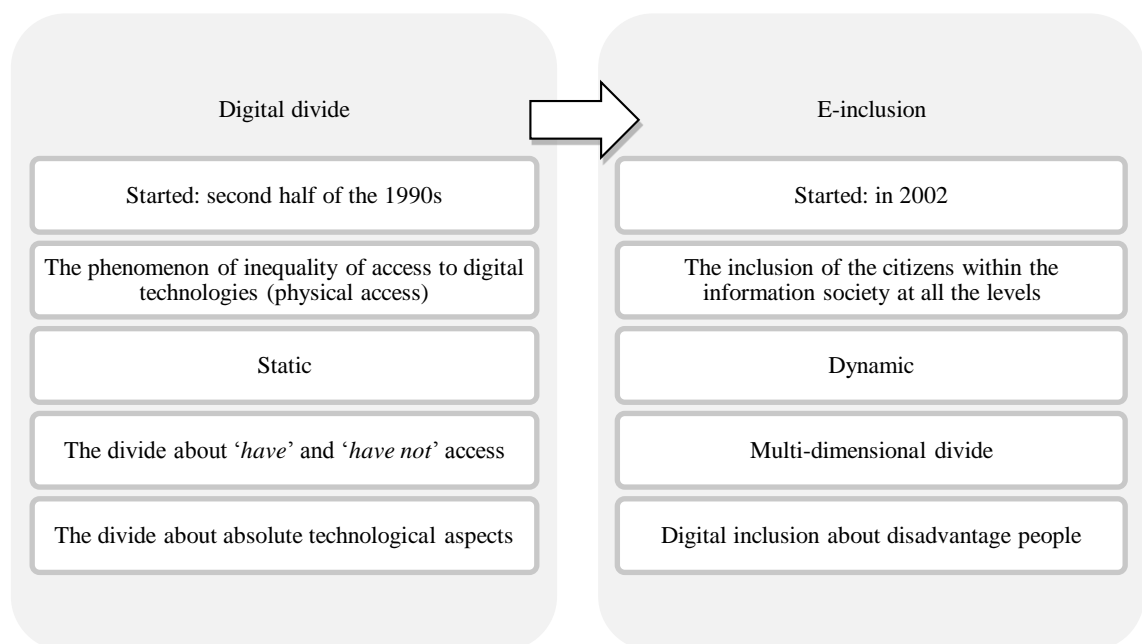 Digital divide
Started: second half of the 1990s
The phenomenon of inequality of access to digital
technologies (physical access)
Static
The divide about ‘have’ and ‘have not’ access
The divide about absolute technological aspects
E-inclusion
Started: in 2002
The inclusion of the citizens within the
information society at all the levels
Dynamic
Multi-dimensional divide
Digital inclusion about disadvantage people